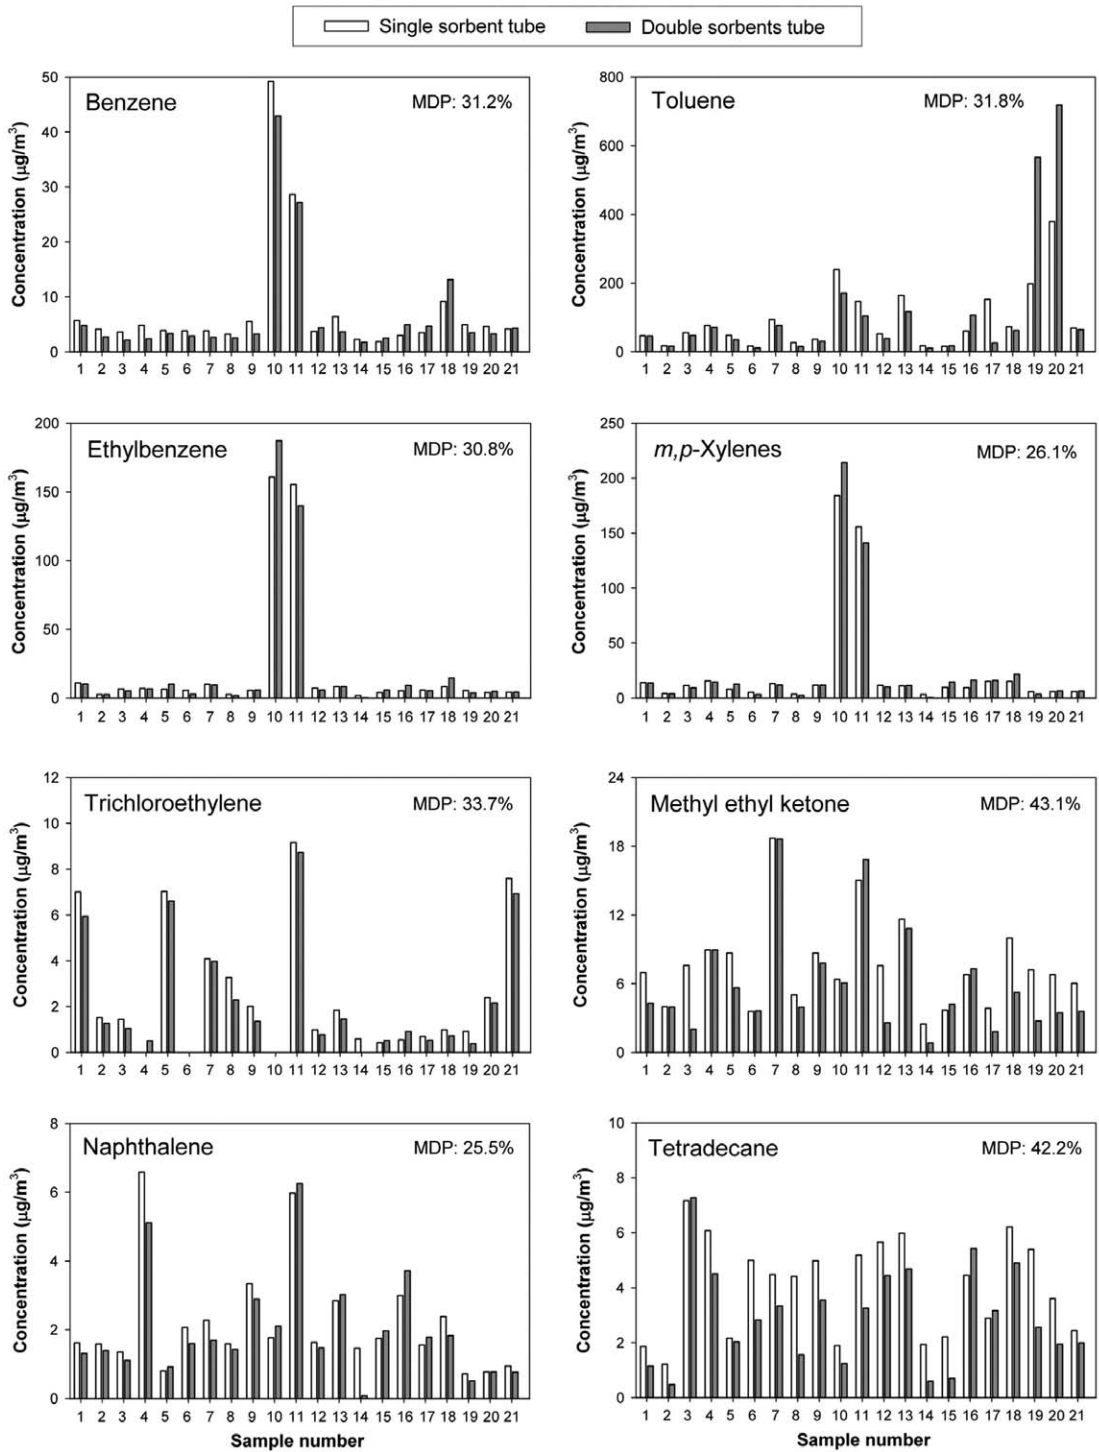 Single sorbent tube Double sorbents tube
Benzene MDP: 31.2%
Concentration (μg/m³)
50
40
30
20
10
0
1 2 3 4 5 6 7 8 9 10 11 12 13 14 15 16 17 18 19 20 21
Toluene MDP: 31.8%
Concentration (μg/m³)
800
600
400
200
0
1 2 3 4 5 6 7 8 9 10 11 12 13 14 15 16 17 18 19 20 21
Ethylbenzene MDP: 30.8%
Concentration (μg/m³)
200
150
100
50
0
1 2 3 4 5 6 7 8 9 10 11 12 13 14 15 16 17 18 19 20 21
m,p-Xylenes MDP: 26.1%
Concentration (μg/m³)
250
200
150
100
50
0
1 2 3 4 5 6 7 8 9 10 11 12 13 14 15 16 17 18 19 20 21
Trichloroethylene MDP: 33.7%
Concentration (μg/m³)
12
10
8
6
4
2
0
1 2 3 4 5 6 7 8 9 10 11 12 13 14 15 16 17 18 19 20 21
Methyl ethyl ketone MDP: 43.1%
Concentration (μg/m³)
24
18
12
6
0
1 2 3 4 5 6 7 8 9 10 11 12 13 14 15 16 17 18 19 20 21
Naphthalene MDP: 25.5%
Concentration (μg/m³)
8
6
4
2
0
1 2 3 4 5 6 7 8 9 10 11 12 13 14 15 16 17 18 19 20 21
Sample number
Tetradecane MDP: 42.2%
Concentration (μg/m³)
10
8
6
4
2
0
1 2 3 4 5 6 7 8 9 10 11 12 13 14 15 16 17 18 19 20 21
Sample number